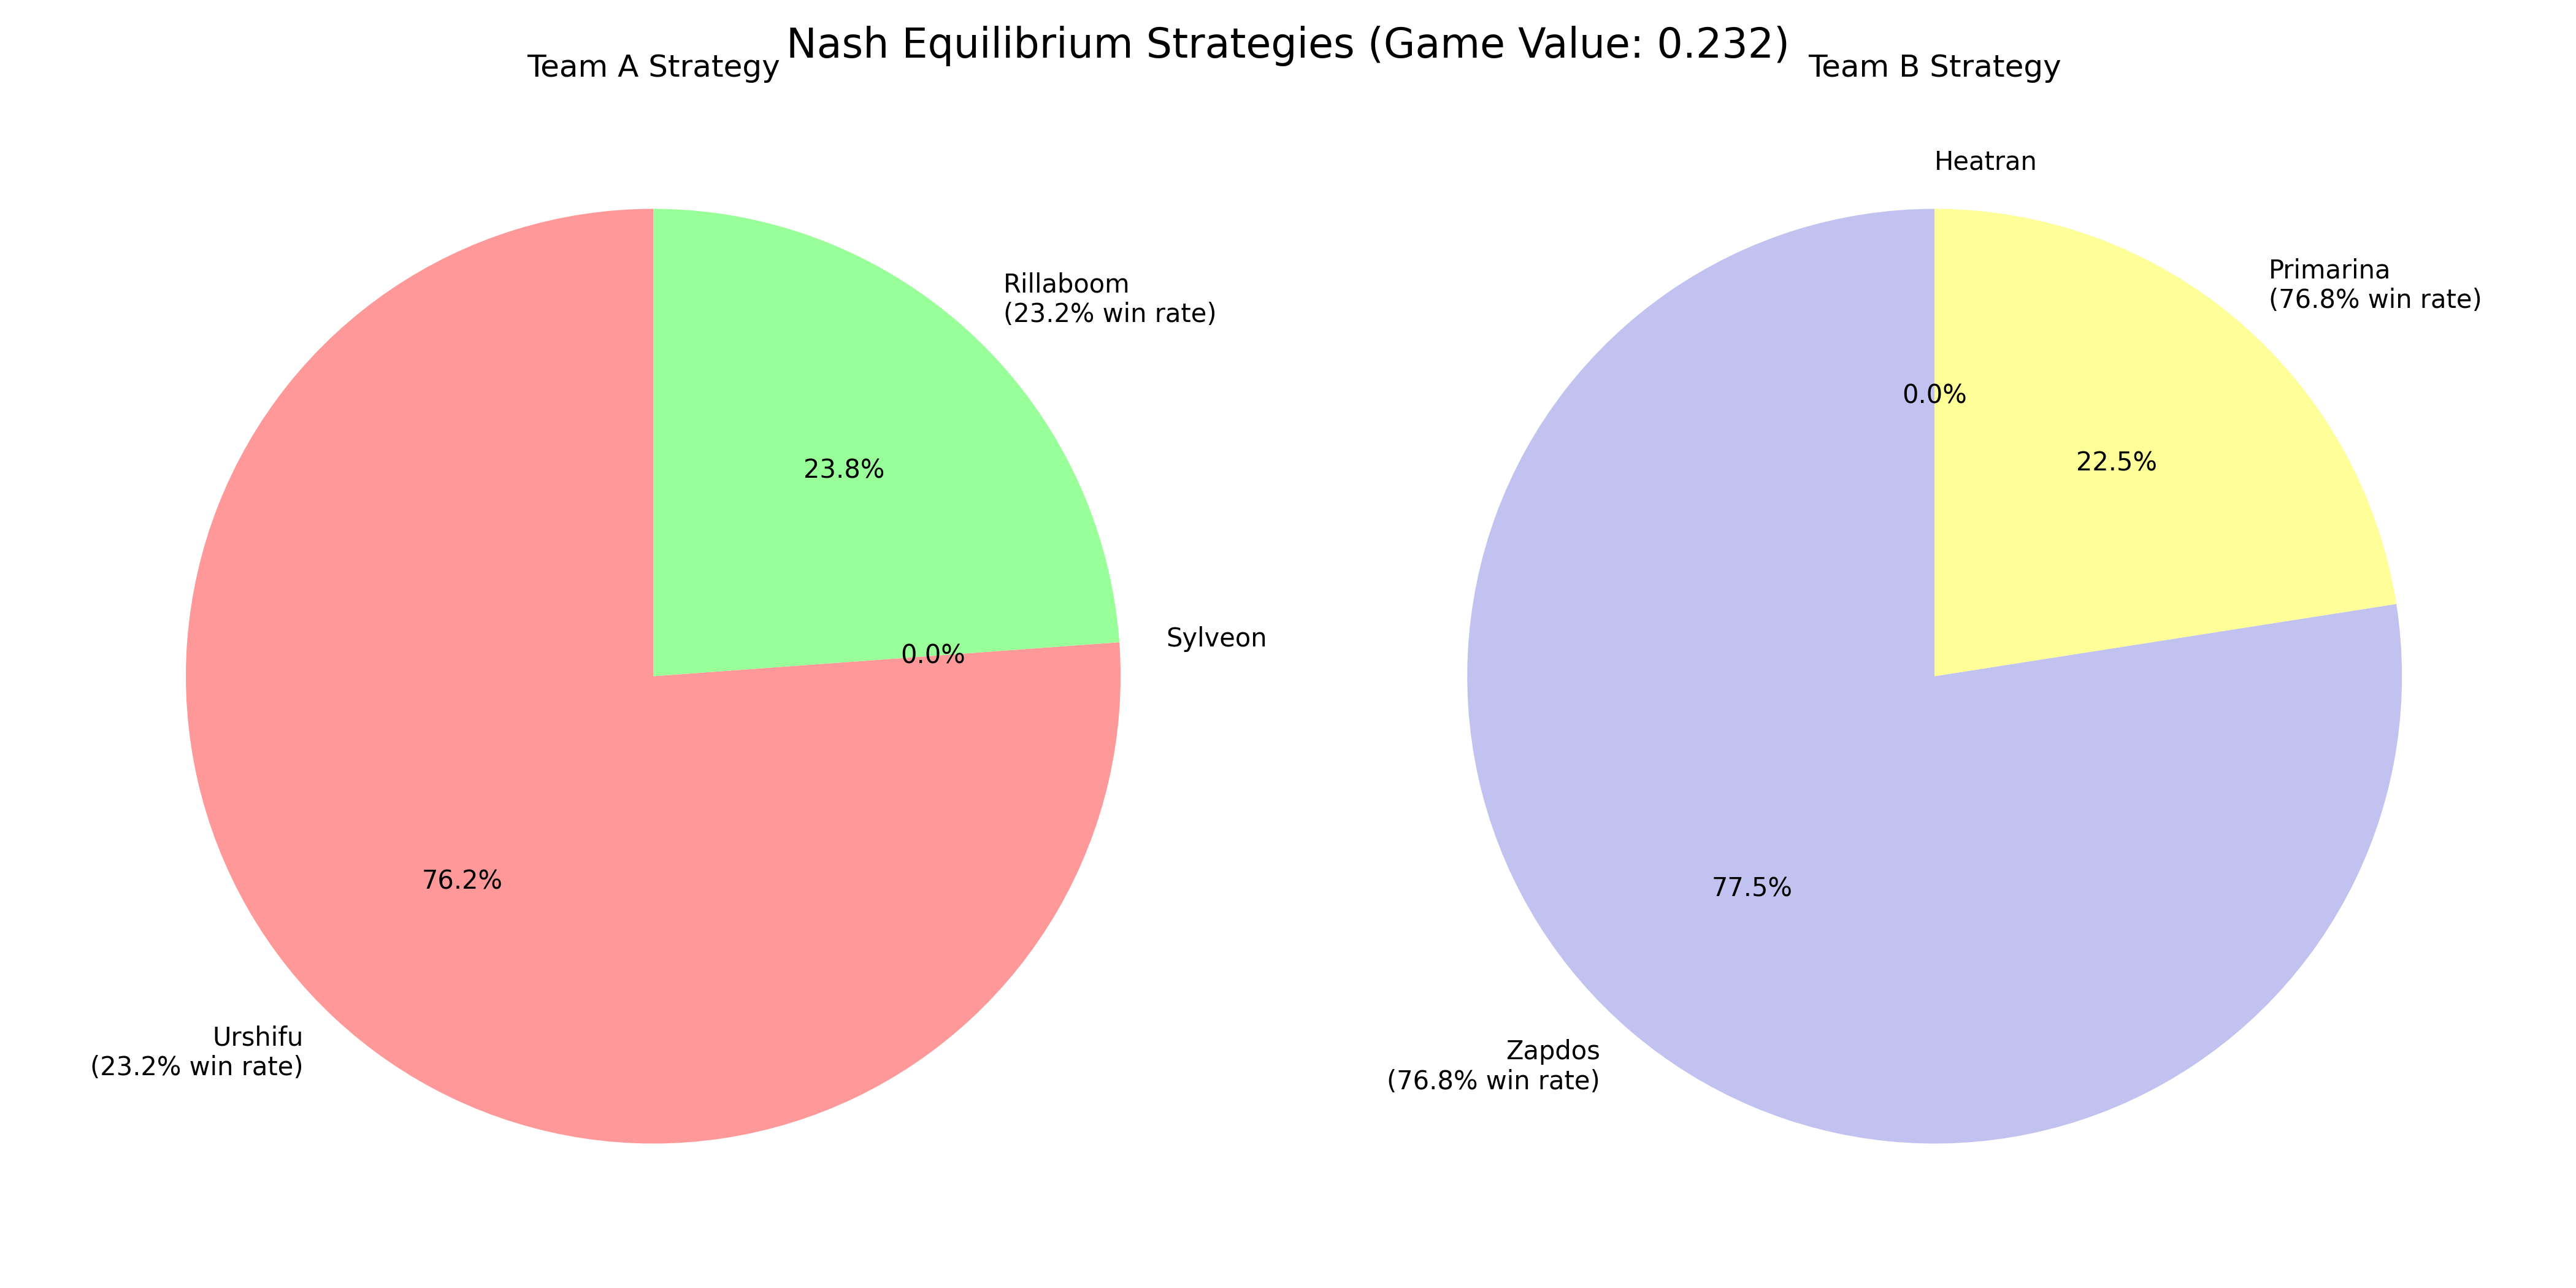 Nash Equilibrium Strategies (Game Value: 0.232)
Team A Strategy
Rillaboom
(23.2% win rate)
23.8%
Sylveon
0.0%
76.2%
Urshifu
(23.2% win rate)
Team B Strategy
Heatran
0.0%
Primarina
(76.8% win rate)
22.5%
77.5%
Zapdos
(76.8% win rate)